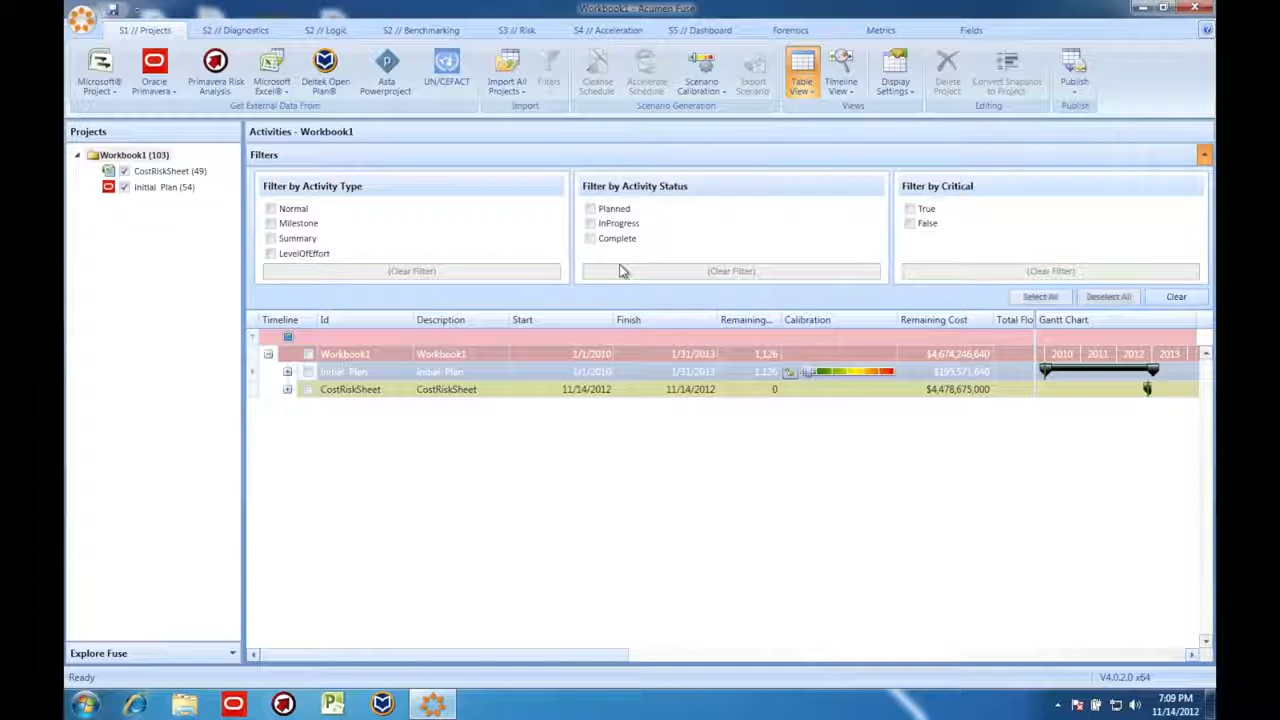 Workbook1 - Acumen Fuse
S1 // Projects S2 // Diagnostics S2 // Logic S2 // Benchmarking S3 // Risk S4 // Acceleration S5 // Dashboard Forensics Metrics Fields
Microsoft® Project Oracle Primavera Primavera Risk Analysis Microsoft Excel® Deltek Open Plan® Asta Powerproject UN/CEFACT Import All Projects Filters Cleanse Schedule Accelerate Schedule Scenario Calibration Export Scenario Table View Timeline View Display Settings Delete Project Convert Snapshot to Project Publish
Get External Data From Import Scenario Generation Views Editing Publish
Projects
Workbook1 (103)
CostRiskSheet (49)
Initial Plan (54)
Explore Fuse
Activities - Workbook1
Filters
Filter by Activity Type
Normal
Milestone
Summary
LevelOfEffort
(Clear Filter)
Filter by Activity Status
Planned
InProgress
Complete
(Clear Filter)
Filter by Critical
True
False
(Clear Filter)
Select All Deselect All Clear
Timeline Id Description Start Finish Remaining... Calibration Remaining Cost Total Flo Gantt Chart
Workbook1 Workbook1 1/1/2010 1/31/2013 1,126 $4,674,246,640 2010 2011 2012 2013
Initial Plan Initial Plan 1/1/2010 1/31/2013 1,126 $195,571,640
CostRiskSheet CostRiskSheet 11/14/2012 11/14/2012 0 $4,478,675,000
Ready V4.0.2.0 x64
7:09 PM
11/14/2012